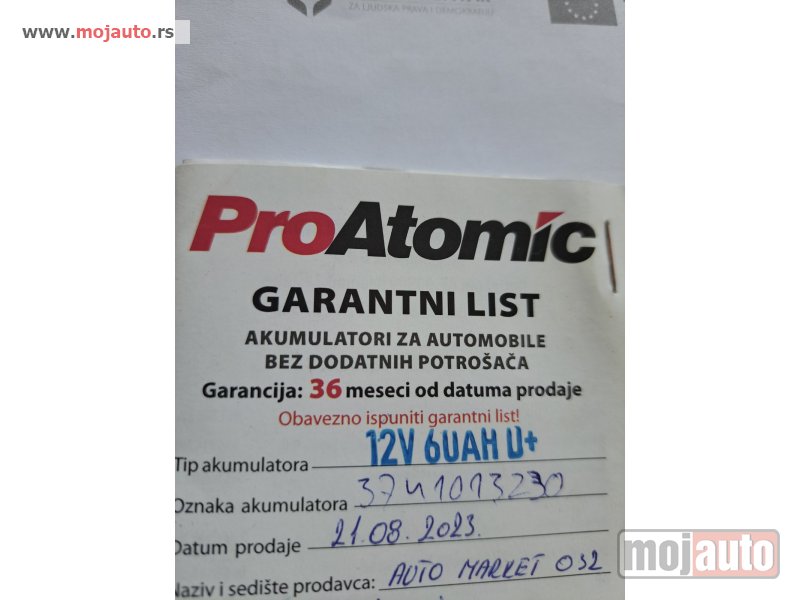 www.mojauto.rs
ZA LJUDSKA PRAVA I DEMOKRATIJU
ProAtomic
GARANTNI LIST
AKUMULATORI ZA AUTOMOBILE
BEZ DODATNIH POTROŠAČA
Garancija: 36 meseci od datuma prodaje
Obavezno ispuniti garantni list!
Tip akumulatora 12V 60AH D+
Oznaka akumulatora 3741013230
Datum prodaje 21.08.2023.
Naziv i sedište prodavca: AUTO MARKET 032
mojauto